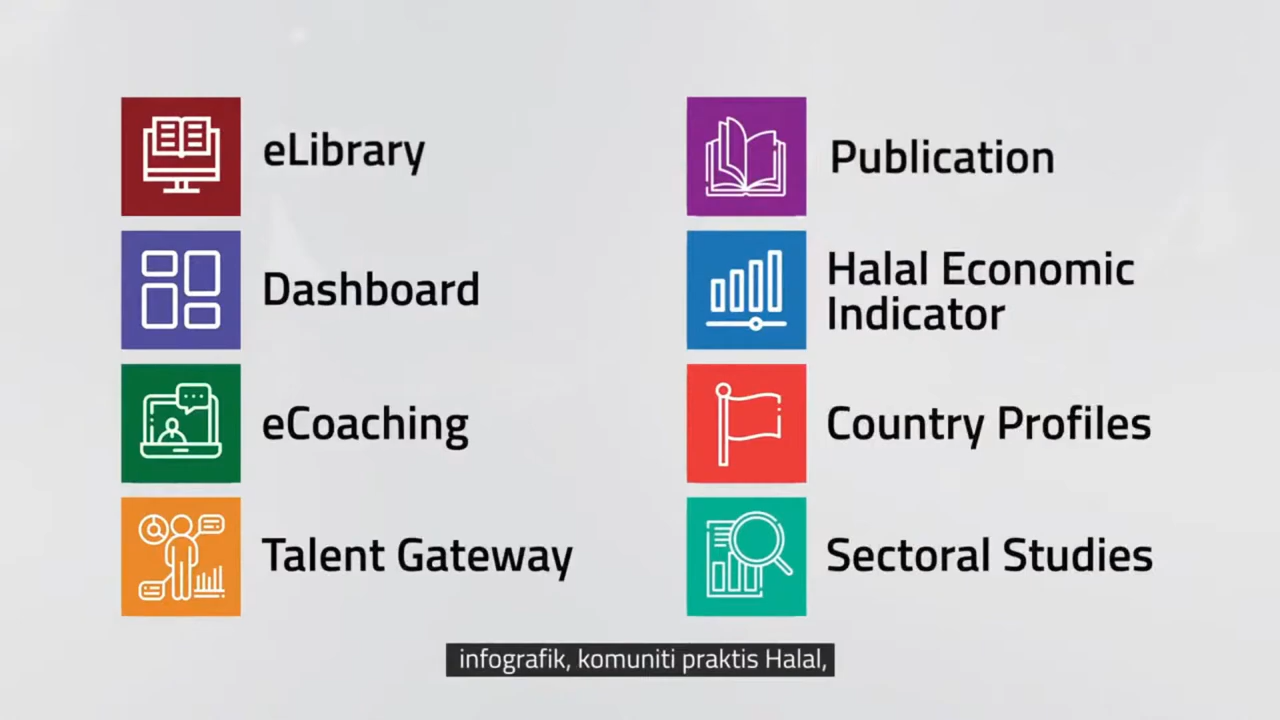 eLibrary
Dashboard
eCoaching
Talent Gateway
Publication
Halal Economic
Indicator
Country Profiles
Sectoral Studies
infografik, komuniti praktis Halal,